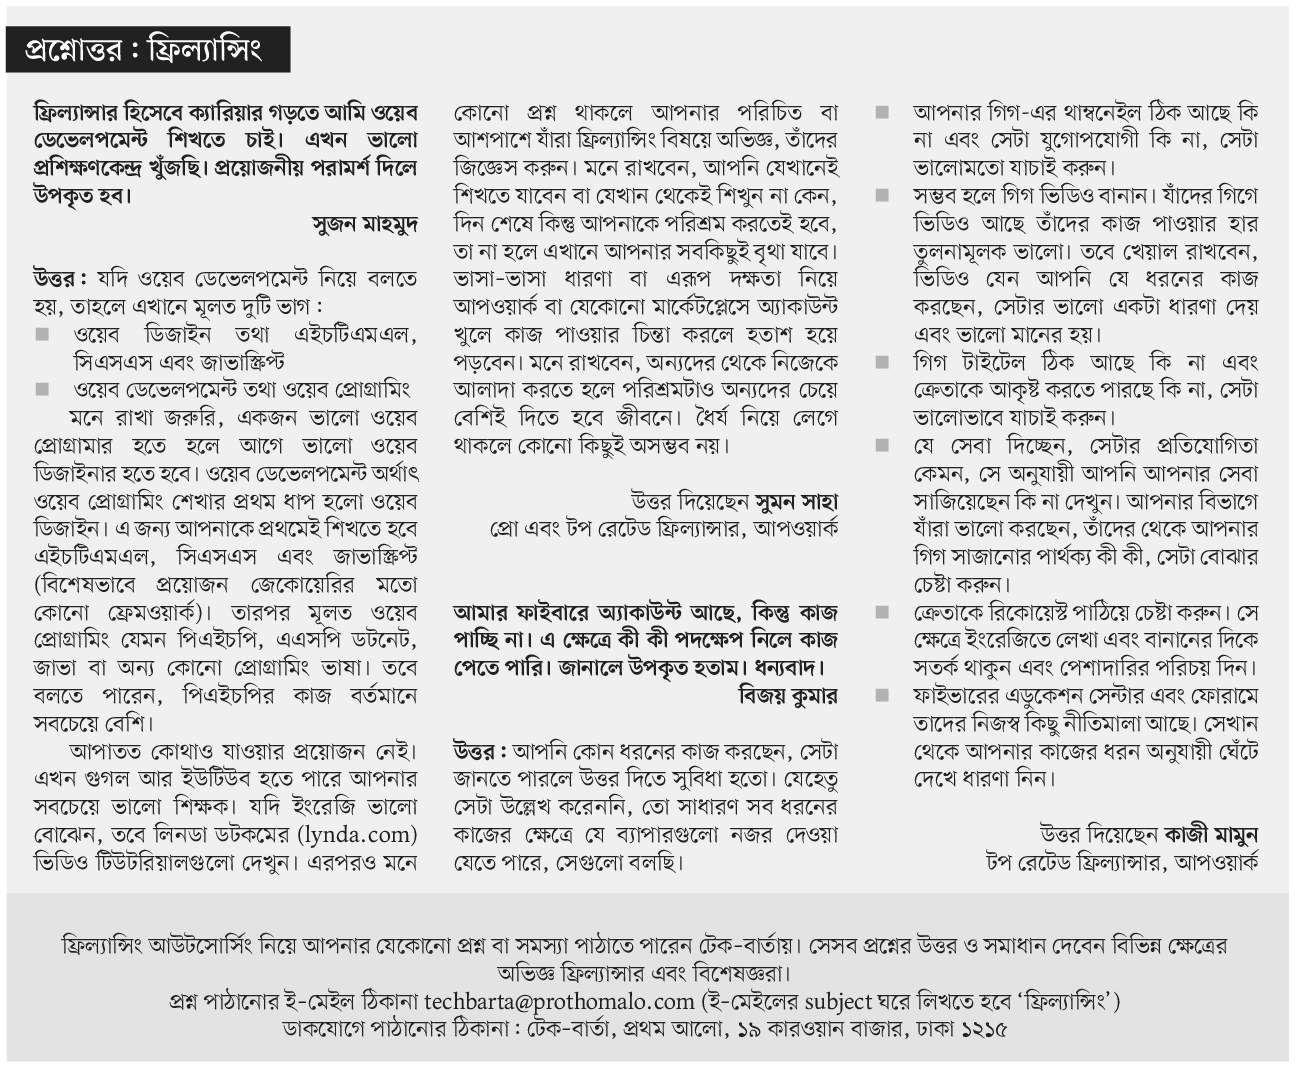 প্রশ্নোত্তর : ফ্রিল্যান্সিং
ফ্রিল্যান্সার হিসেবে ক্যারিয়ার গড়তে আমি ওয়েব
ডেভেলপমেন্ট শিখতে চাই। এখন ভালো
প্রশিক্ষণকেন্দ্র খুঁজছি। প্রয়োজনীয় পরামর্শ দিলে
উপকৃত হব।
সুজন মাহমুদ
উত্তর : যদি ওয়েব ডেভেলপমেন্ট নিয়ে বলতে
হয়, তাহলে এখানে মূলত দুটি ভাগ :
■ ওয়েব ডিজাইন তথা এইচটিএমএল,
সিএসএস এবং জাভাস্ক্রিপ্ট
■ ওয়েব ডেভেলপমেন্ট তথা ওয়েব প্রোগ্রামিং
মনে রাখা জরুরি, একজন ভালো ওয়েব
প্রোগ্রামার হতে হলে আগে ভালো ওয়েব
ডিজাইনার হতে হবে। ওয়েব ডেভেলপমেন্ট অর্থাৎ
ওয়েব প্রোগ্রামিং শেখার প্রথম ধাপ হলো ওয়েব
ডিজাইন। এ জন্য আপনাকে প্রথমেই শিখতে হবে
এইচটিএমএল, সিএসএস এবং জাভাস্ক্রিপ্ট
(বিশেষভাবে প্রয়োজন জেকোয়েরির মতো
কোনো ফ্রেমওয়ার্ক)। তারপর মূলত ওয়েব
প্রোগ্রামিং যেমন পিএইচপি, এএসপি ডটনেট,
জাভা বা অন্য কোনো প্রোগ্রামিং ভাষা। তবে
বলতে পারেন, পিএইচপির কাজ বর্তমানে
সবচেয়ে বেশি।
আপাতত কোথাও যাওয়ার প্রয়োজন নেই।
এখন গুগল আর ইউটিউব হতে পারে আপনার
সবচেয়ে ভালো শিক্ষক। যদি ইংরেজি ভালো
বোঝেন, তবে লিনডা ডটকমের (lynda.com)
ভিডিও টিউটরিয়ালগুলো দেখুন। এরপরও মনে
কোনো প্রশ্ন থাকলে আপনার পরিচিত বা
আশপাশে যাঁরা ফ্রিল্যান্সিং বিষয়ে অভিজ্ঞ, তাঁদের
জিজ্ঞেস করুন। মনে রাখবেন, আপনি যেখানেই
শিখতে যাবেন বা যেখান থেকেই শিখুন না কেন,
দিন শেষে কিন্তু আপনাকে পরিশ্রম করতেই হবে,
তা না হলে এখানে আপনার সবকিছুই বৃথা যাবে।
ভাসা-ভাসা ধারণা বা এরূপ দক্ষতা নিয়ে
আপওয়ার্ক বা যেকোনো মার্কেটপ্লেসে অ্যাকাউন্ট
খুলে কাজ পাওয়ার চিন্তা করলে হতাশ হয়ে
পড়বেন। মনে রাখবেন, অন্যদের থেকে নিজেকে
আলাদা করতে হলে পরিশ্রমটাও অন্যদের চেয়ে
বেশিই দিতে হবে জীবনে। ধৈর্য নিয়ে লেগে
থাকলে কোনো কিছুই অসম্ভব নয়।
উত্তর দিয়েছেন সুমন সাহা
প্রো এবং টপ রেটেড ফ্রিল্যান্সার, আপওয়ার্ক
আমার ফাইবারে অ্যাকাউন্ট আছে, কিন্তু কাজ
পাচ্ছি না। এ ক্ষেত্রে কী কী পদক্ষেপ নিলে কাজ
পেতে পারি। জানালে উপকৃত হতাম। ধন্যবাদ।
বিজয় কুমার
উত্তর : আপনি কোন ধরনের কাজ করছেন, সেটা
জানতে পারলে উত্তর দিতে সুবিধা হতো। যেহেতু
সেটা উল্লেখ করেননি, তো সাধারণ সব ধরনের
কাজের ক্ষেত্রে যে ব্যাপারগুলো নজর দেওয়া
যেতে পারে, সেগুলো বলছি।
■ আপনার গিগ-এর থাম্বনেইল ঠিক আছে কি
না এবং সেটা যুগোপযোগী কি না, সেটা
ভালোমতো যাচাই করুন।
■ সম্ভব হলে গিগ ভিডিও বানান। যাঁদের গিগে
ভিডিও আছে তাঁদের কাজ পাওয়ার হার
তুলনামূলক ভালো। তবে খেয়াল রাখবেন,
ভিডিও যেন আপনি যে ধরনের কাজ
করছেন, সেটার ভালো একটা ধারণা দেয়
এবং ভালো মানের হয়।
■ গিগ টাইটেল ঠিক আছে কি না এবং
ক্রেতাকে আকৃষ্ট করতে পারছে কি না, সেটা
ভালোভাবে যাচাই করুন।
■ যে সেবা দিচ্ছেন, সেটার প্রতিযোগিতা
কেমন, সে অনুযায়ী আপনি আপনার সেবা
সাজিয়েছেন কি না দেখুন। আপনার বিভাগে
যাঁরা ভালো করছেন, তাঁদের থেকে আপনার
গিগ সাজানোর পার্থক্য কী কী, সেটা বোঝার
চেষ্টা করুন।
■ ক্রেতাকে রিকোয়েস্ট পাঠিয়ে চেষ্টা করুন। সে
ক্ষেত্রে ইংরেজিতে লেখা এবং বানানের দিকে
সতর্ক থাকুন এবং পেশাদারির পরিচয় দিন।
■ ফাইভারের এডুকেশন সেন্টার এবং ফোরামে
তাদের নিজস্ব কিছু নীতিমালা আছে। সেখান
থেকে আপনার কাজের ধরন অনুযায়ী ঘেঁটে
দেখে ধারণা নিন।
উত্তর দিয়েছেন কাজী মামুন
টপ রেটেড ফ্রিল্যান্সার, আপওয়ার্ক
ফ্রিল্যান্সিং আউটসোর্সিং নিয়ে আপনার যেকোনো প্রশ্ন বা সমস্যা পাঠাতে পারেন টেক-বার্তায়। সেসব প্রশ্নের উত্তর ও সমাধান দেবেন বিভিন্ন ক্ষেত্রের
অভিজ্ঞ ফ্রিল্যান্সার এবং বিশেষজ্ঞরা।
প্রশ্ন পাঠানোর ই-মেইল ঠিকানা techbarta@prothomalo.com (ই-মেইলের subject ঘরে লিখতে হবে ‘ফ্রিল্যান্সিং’)
ডাকযোগে পাঠানোর ঠিকানা : টেক-বার্তা, প্রথম আলো, ১৯ কারওয়ান বাজার, ঢাকা ১২১৫